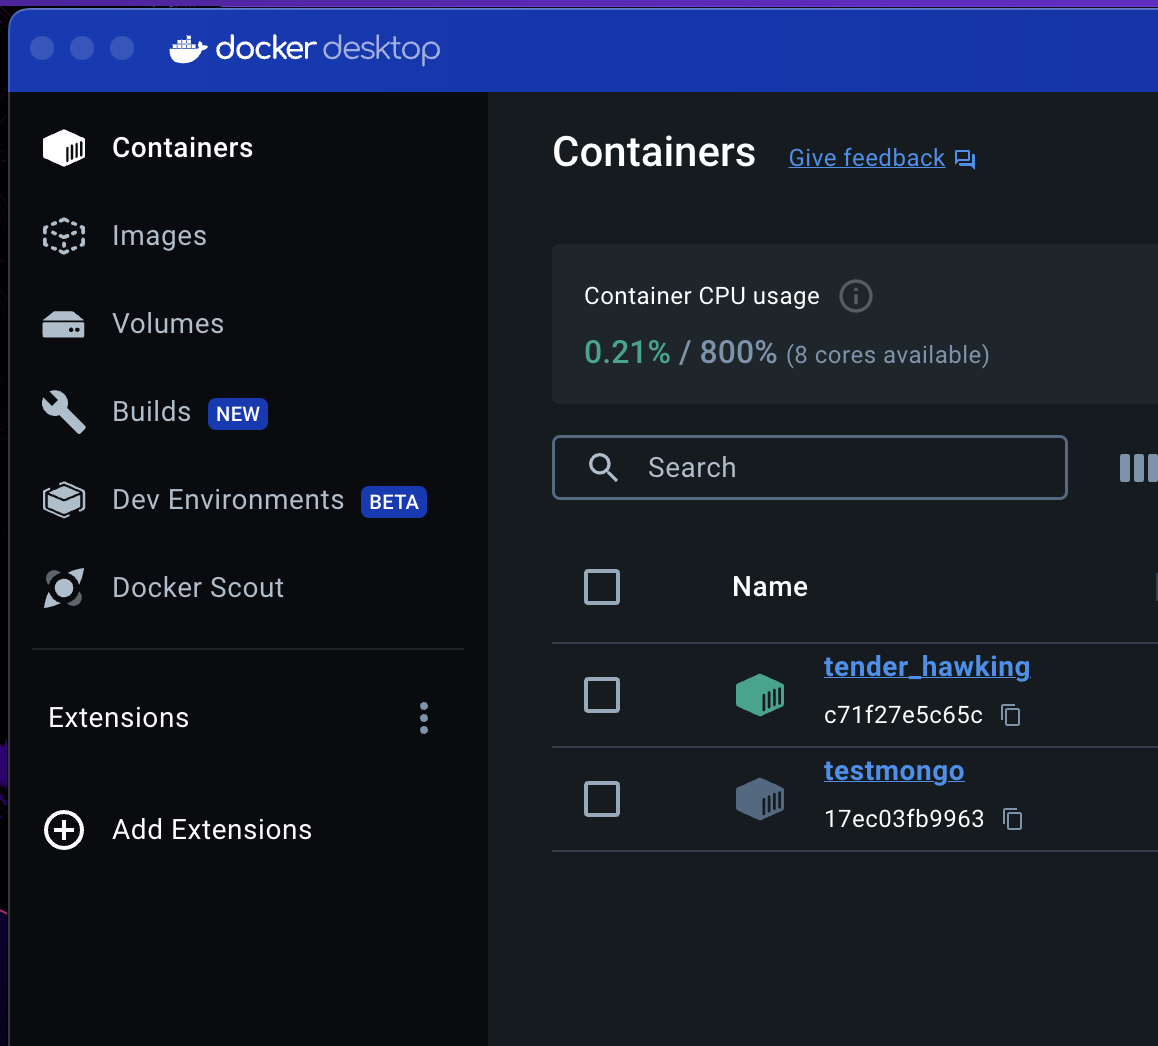 docker desktop
Containers
Images
Volumes
Builds NEW
Dev Environments BETA
Docker Scout
Extensions
Add Extensions
Containers Give feedback
Container CPU usage
0.21% / 800% (8 cores available)
Search
Name
tender_hawking
c71f27e5c65c
testmongo
17ec03fb9963